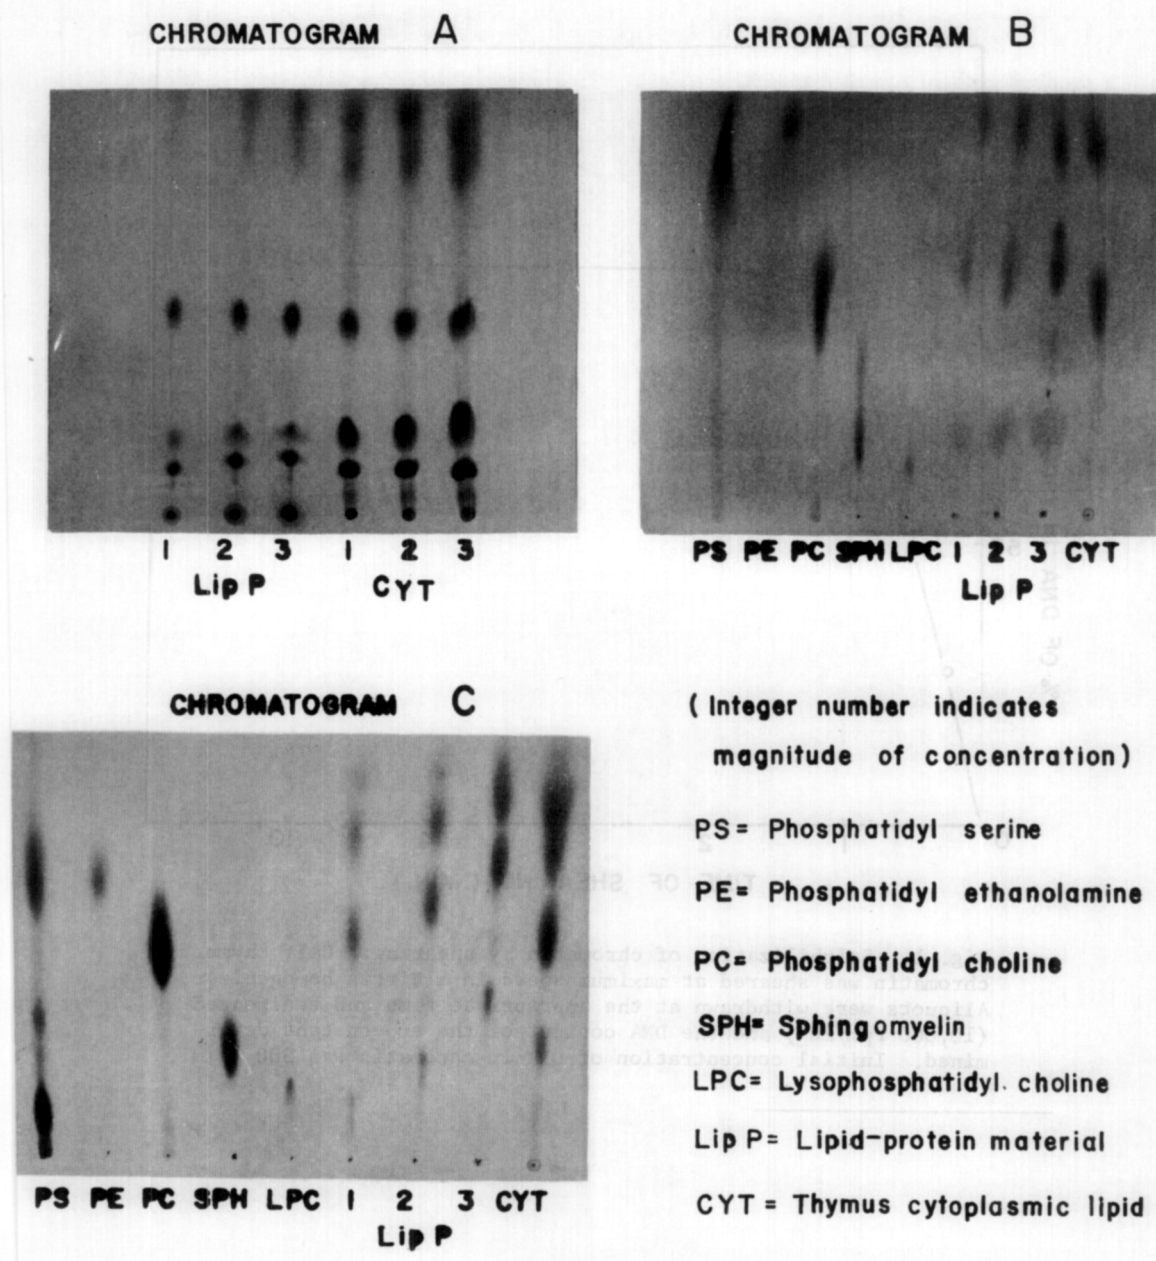 CHROMATOGRAM A
1 2 3 1 2 3
Lip P CYT
CHROMATOGRAM B
PS PE PC SPH LPC 1 2 3 CYT
Lip P
CHROMATOGRAM C
PS PE PC SPH LPC 1 2 3 CYT
Lip P
( Integer number indicates
magnitude of concentration )
PS = Phosphatidyl serine
PE = Phosphatidyl ethanolamine
PC = Phosphatidyl choline
SPH = Sphingomyelin
LPC = Lysophosphatidyl choline
Lip P = Lipid-protein material
CYT = Thymus cytoplasmic lipid